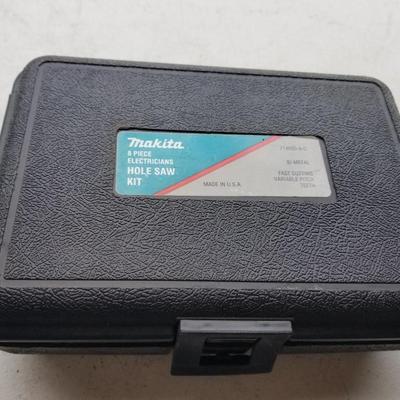 Makita
8 PIECE
ELECTRICIANS
HOLE SAW
KIT
MADE IN U.S.A.
BI-METAL
FAST CUTTING
VARIABLE PITCH
TEETH